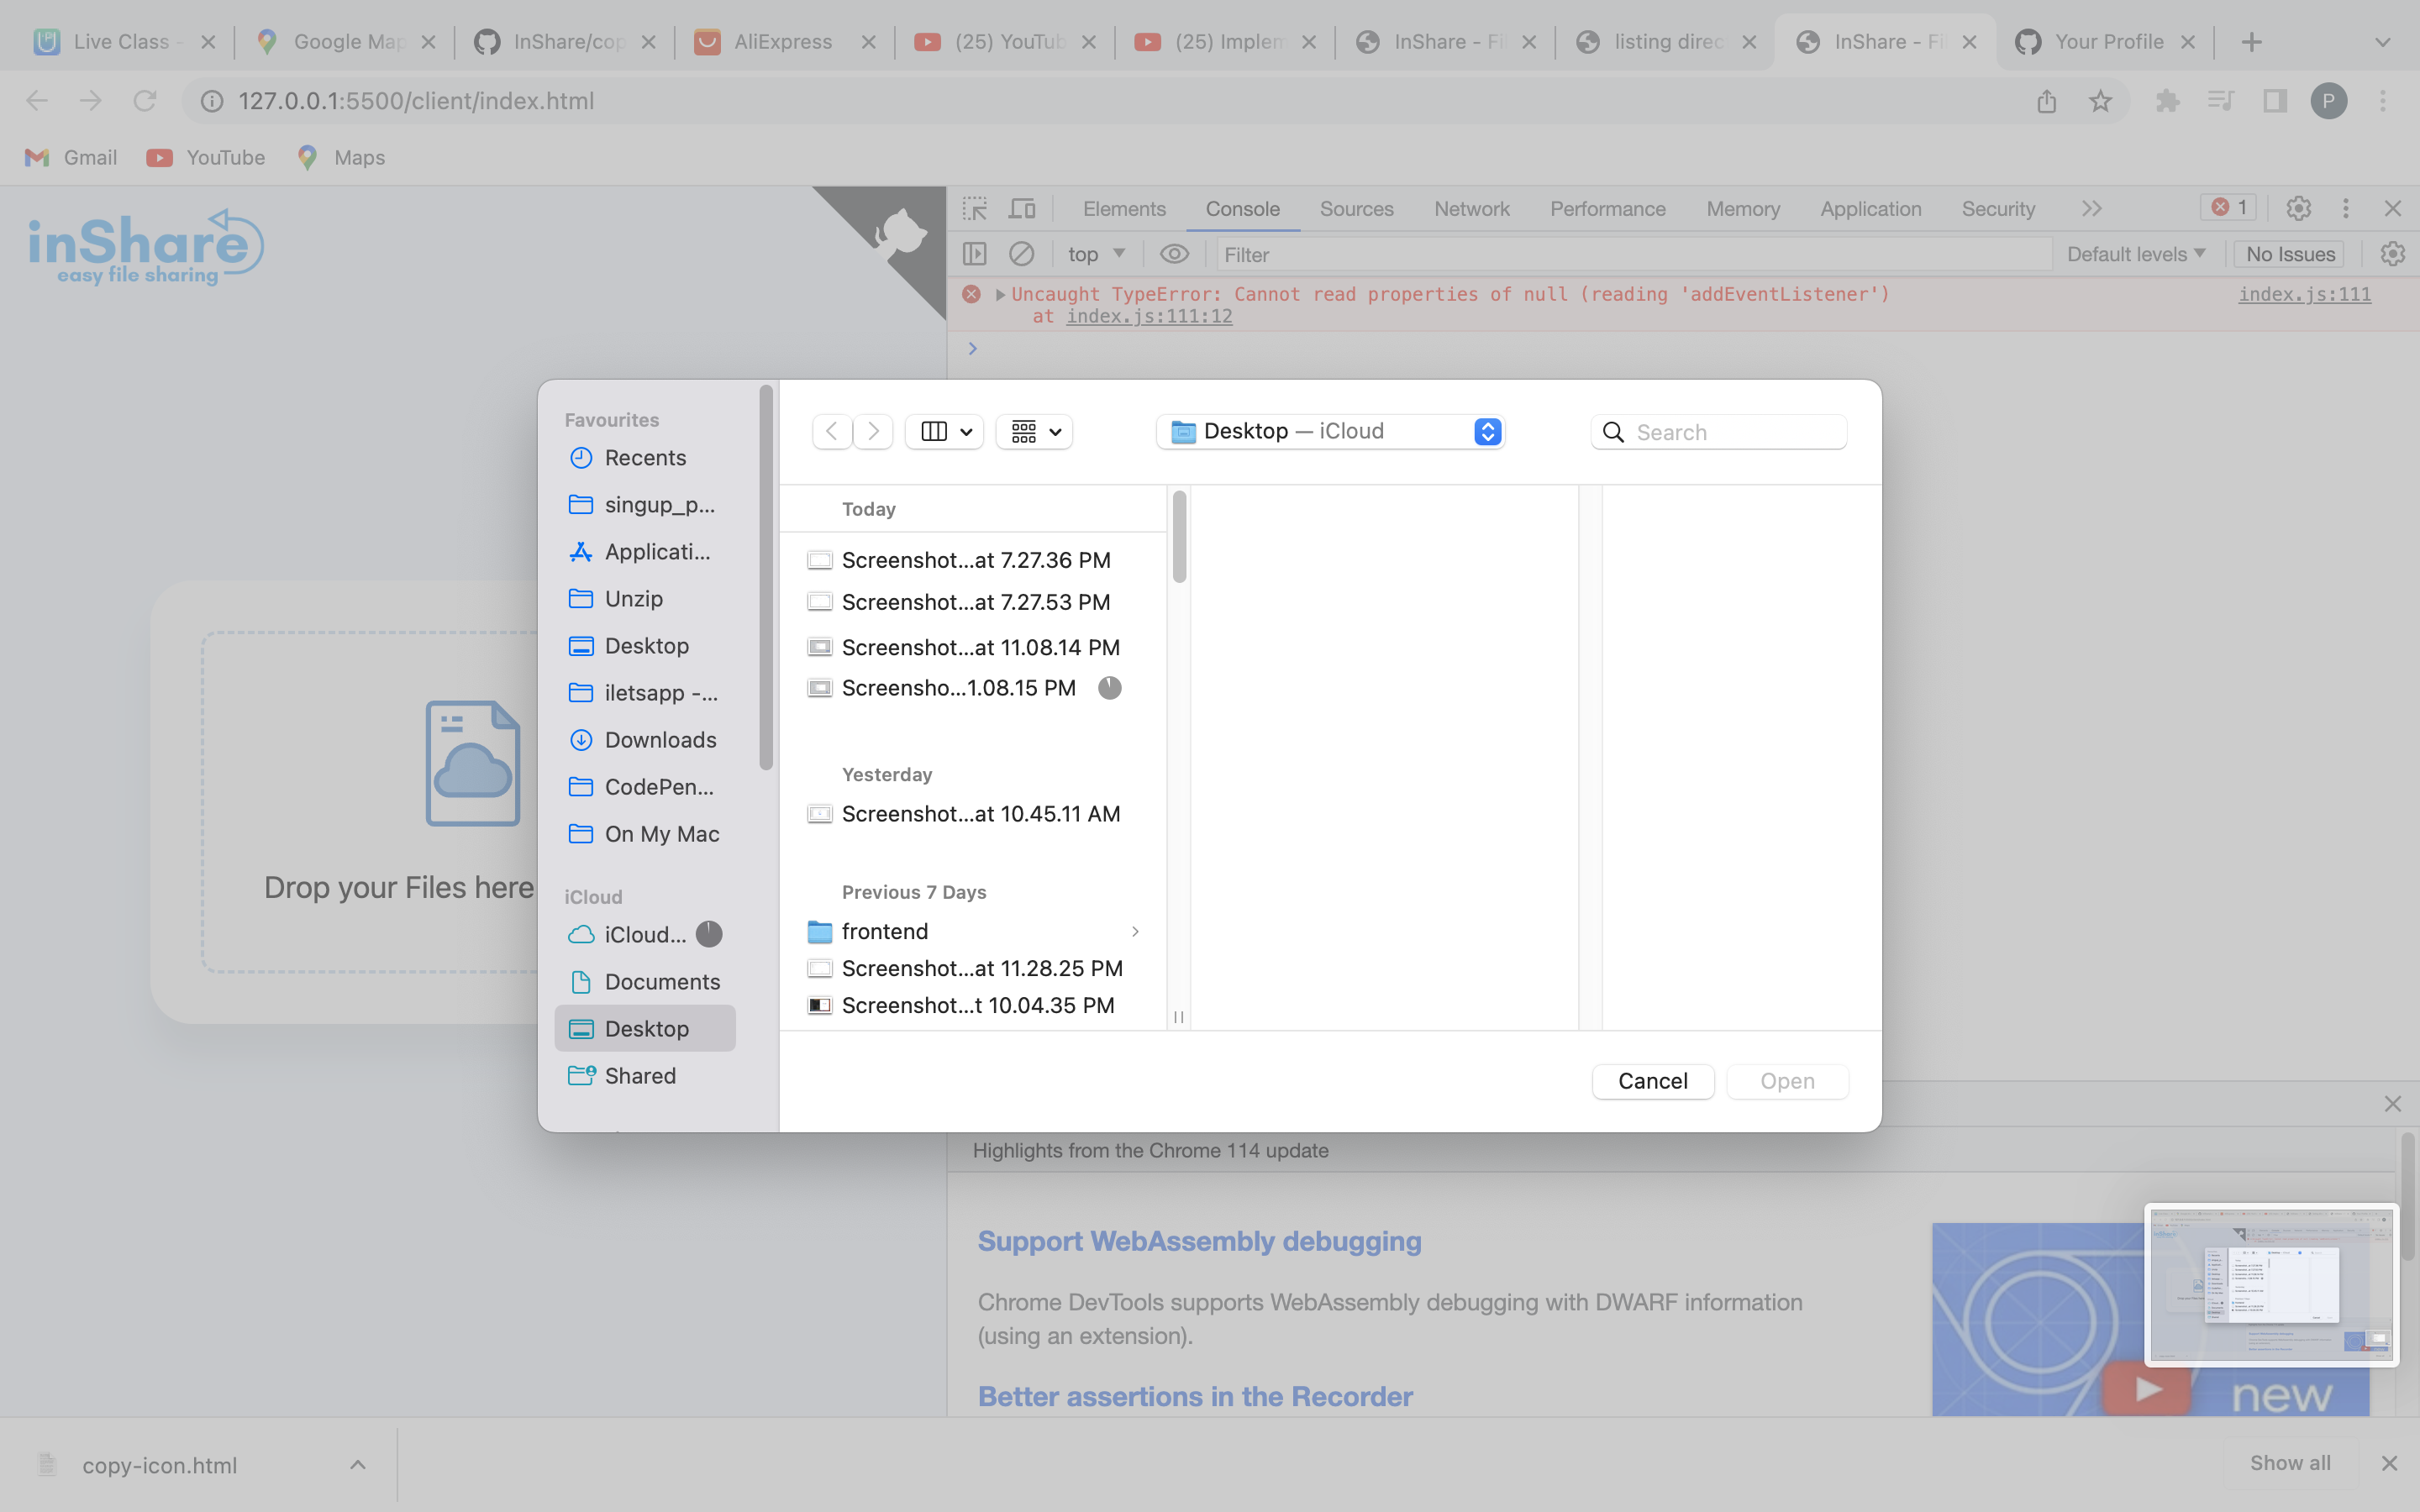 Live Class -
Google Map
InShare/cop
AliExpress
(25) YouTub
(25) Implem
InShare - Fi
listing direc
InShare - Fi
Your Profile
127.0.0.1:5500/client/index.html
P
Gmail
YouTube
Maps
inShare
easy file sharing
Elements
Console
Sources
Network
Performance
Memory
Application
Security
1
top
Filter
Default levels
No Issues
Uncaught TypeError: Cannot read properties of null (reading 'addEventListener')
index.js:111
at index.js:111:12
Favourites
Recents
singup_p...
Applicati...
Unzip
Desktop
iletsapp -...
Downloads
CodePen...
On My Mac
iCloud
iCloud...
Documents
Desktop
Shared
Desktop — iCloud
Search
Today
Screenshot...at 7.27.36 PM
Screenshot...at 7.27.53 PM
Screenshot...at 11.08.14 PM
Screensho...1.08.15 PM
Yesterday
Screenshot...at 10.45.11 AM
Previous 7 Days
frontend
Screenshot...at 11.28.25 PM
Screenshot...t 10.04.35 PM
Cancel
Open
Drop your Files here
Highlights from the Chrome 114 update
Support WebAssembly debugging
Chrome DevTools supports WebAssembly debugging with DWARF information
(using an extension).
Better assertions in the Recorder
new
copy-icon.html
Show all